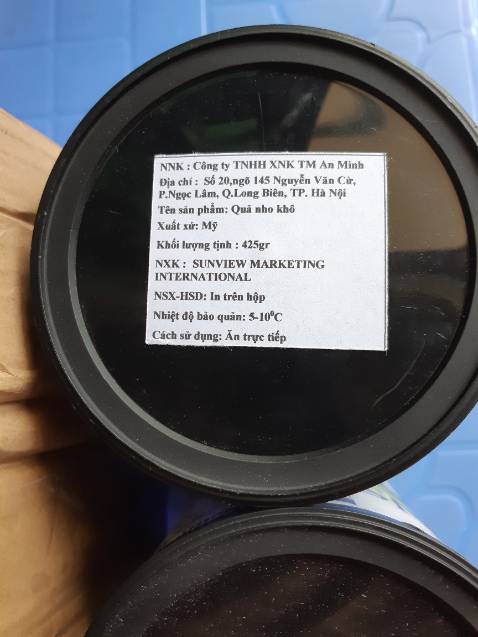 NNK : Công ty TNHH XNK TM An Minh
Địa chỉ : Số 20,ngõ 145 Nguyễn Văn Cừ,
P.Ngọc Lâm, Q.Long Biên, TP. Hà Nội
Tên sản phẩm: Quả nho khô
Xuất xứ: Mỹ
Khối lượng tịnh : 425gr
NXK : SUNVIEW MARKETING
INTERNATIONAL
NSX-HSD: In trên hộp
Nhiệt độ bảo quản: 5-10⁰C
Cách sử dụng: Ăn trực tiếp